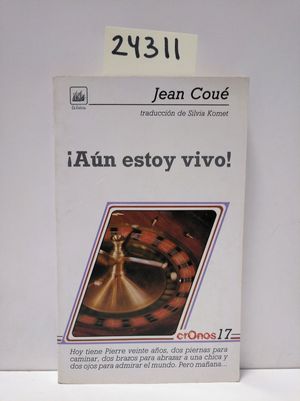 24311
Jean Coué
traducción de Silvia Komet
¡Aún estoy vivo!
crOnos 17
Hoy tiene Pierre veinte años, dos piernas para
caminar, dos brazos para abrazar a una chica y
dos ojos para admirar el mundo. Pero mañana...